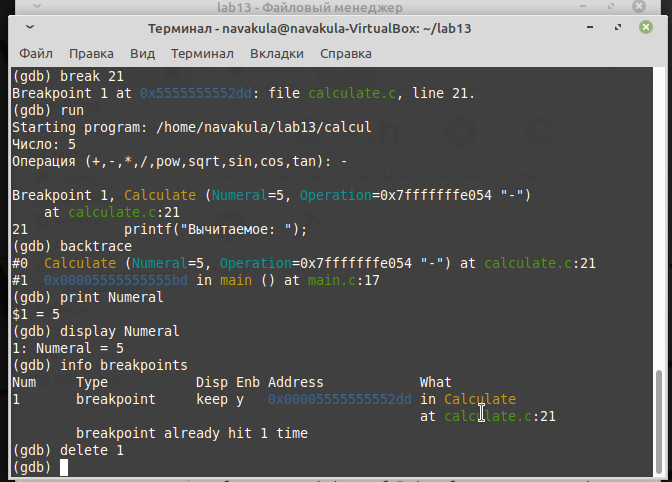 lab13 - Файловый менеджер
Терминал - navakula@navakula-VirtualBox: ~/lab13
Файл Правка Вид Терминал Вкладки Справка
(gdb) break 21
Breakpoint 1 at 0x5555555552dd: file calculate.c, line 21.
(gdb) run
Starting program: /home/navakula/lab13/calcul
Число: 5
Операция (+,-,*,/,pow,sqrt,sin,cos,tan): -
Breakpoint 1, Calculate (Numeral=5, Operation=0x7fffffffe054 "-")
at calculate.c:21
21 printf("Вычитаемое: ");
(gdb) backtrace
#0 Calculate (Numeral=5, Operation=0x7fffffffe054 "-") at calculate.c:21
#1 0x00005555555555bd in main () at main.c:17
(gdb) print Numeral
$1 = 5
(gdb) display Numeral
1: Numeral = 5
(gdb) info breakpoints
Num Type Disp Enb Address What
1 breakpoint keep y 0x00005555555552dd in Calculate
at calculate.c:21
breakpoint already hit 1 time
(gdb) delete 1
(gdb)